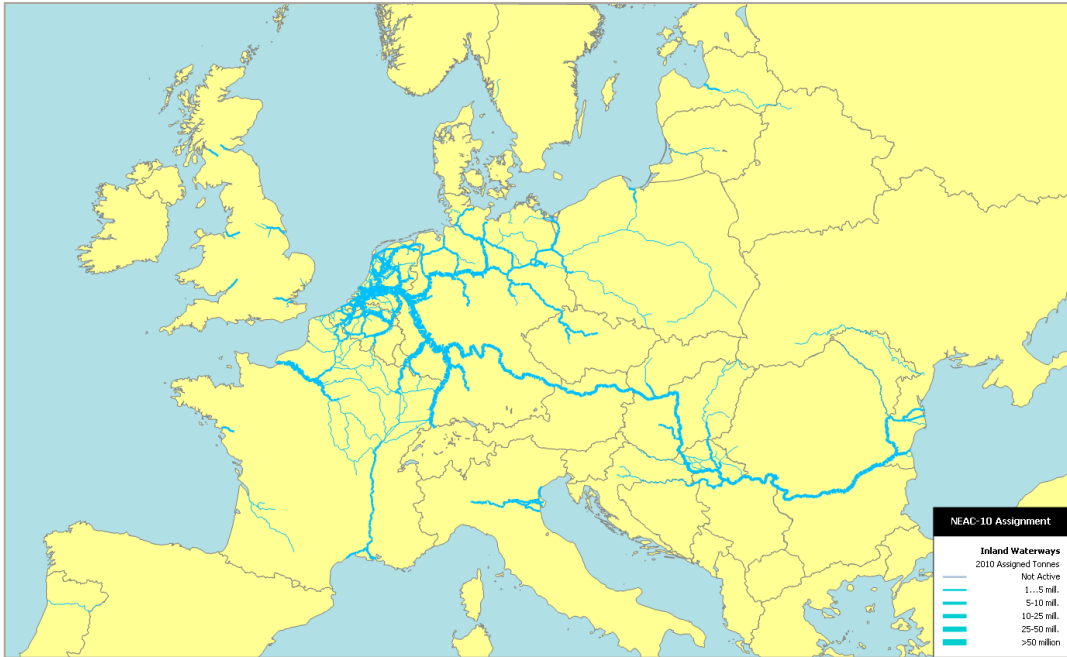 NEAC-10 Assignment
Inland Waterways
2010 Assigned Tonnes
Not Active
1...5 mill.
5-10 mill.
10-25 mill.
25-50 mill.
>50 million